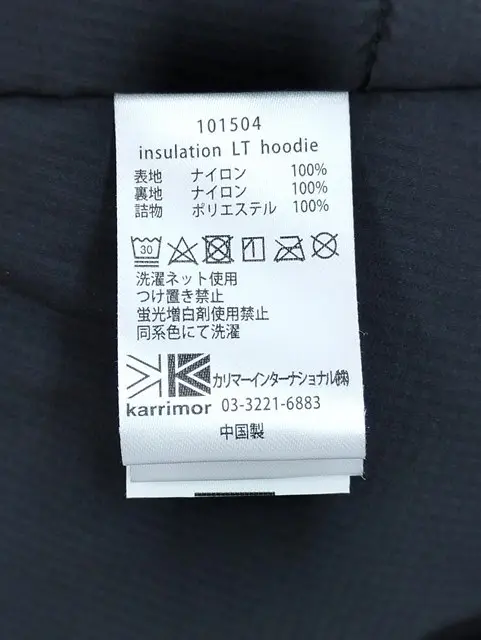 101504
insulation LT hoodie
表地 ナイロン 100%
裏地 ナイロン 100%
詰物 ポリエステル 100%
30
洗濯ネット使用
つけ置き禁止
蛍光増白剤使用禁止
同系色にて洗濯
カリマーインターナショナル㈱
karrimor 03-3221-6883
中国製